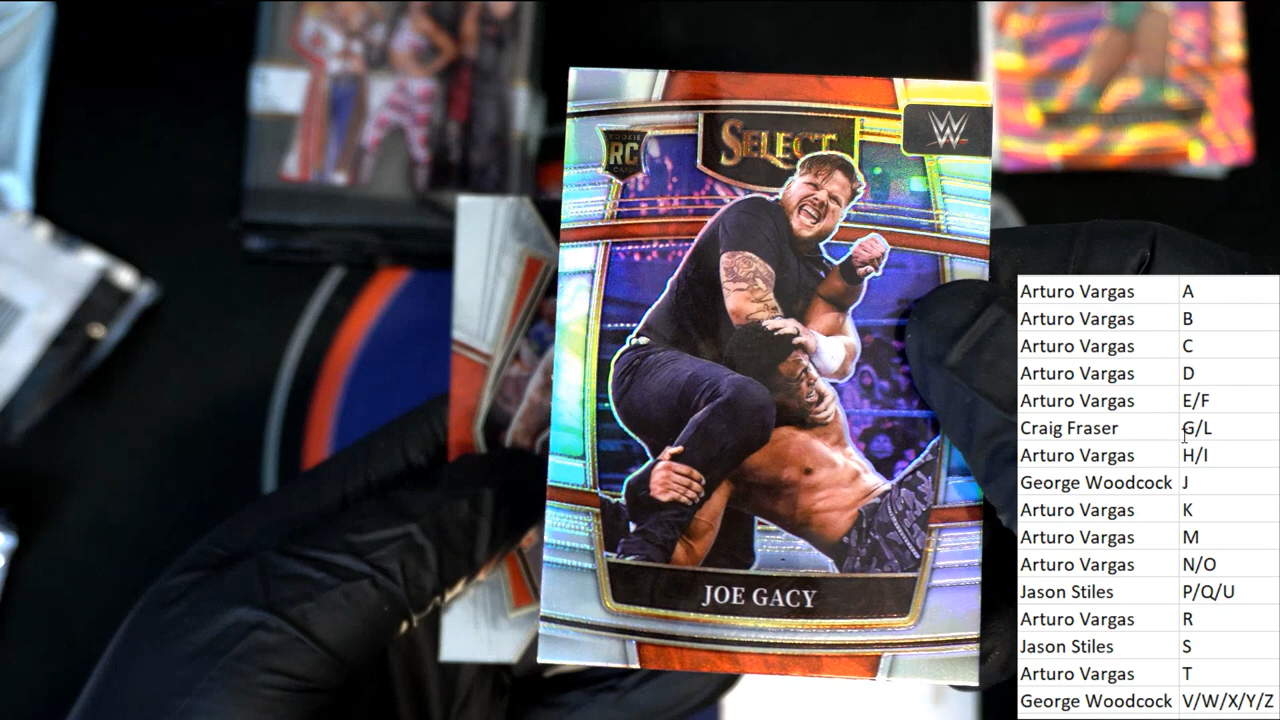 ROOKIE
RC
CARD
SELECT
W
JOE GACY
Arturo Vargas A
Arturo Vargas B
Arturo Vargas C
Arturo Vargas D
Arturo Vargas E/F
Craig Fraser G/L
Arturo Vargas H/I
George Woodcock J
Arturo Vargas K
Arturo Vargas M
Arturo Vargas N/O
Jason Stiles P/Q/U
Arturo Vargas R
Jason Stiles S
Arturo Vargas T
George Woodcock V/W/X/Y/Z